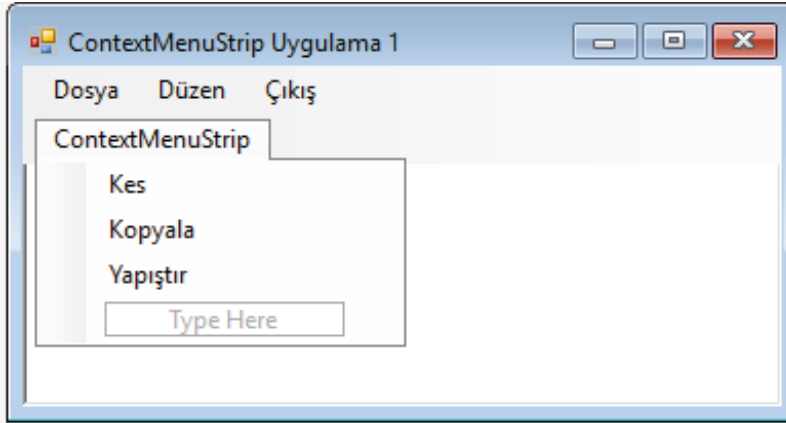 ContextMenuStrip Uygulama 1
Dosya Düzen Çıkış
ContextMenuStrip
Kes
Kopyala
Yapıştır
Type Here